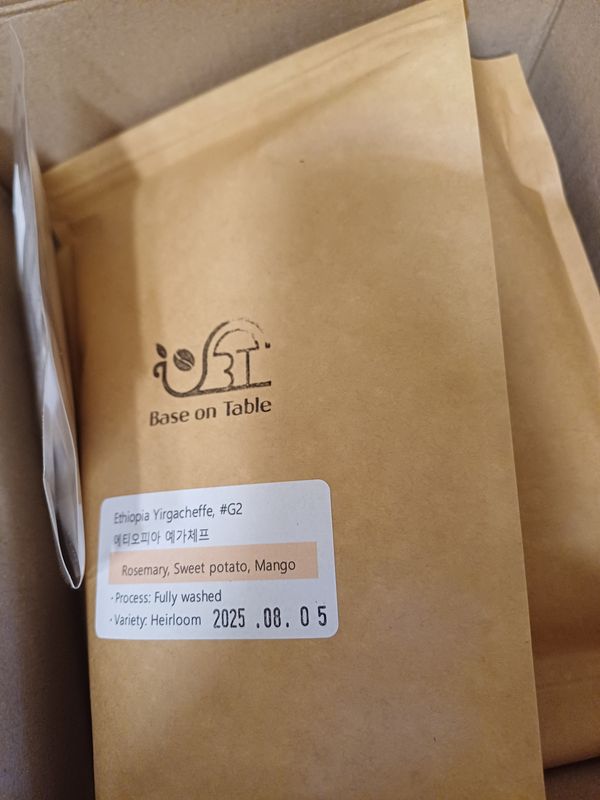 BT
Base on Table
Ethiopia Yirgacheffe, #G2
에티오피아 예가체프
Rosemary, Sweet potato, Mango
·Process: Fully washed
·Variety: Heirloom 2025 .08. 05